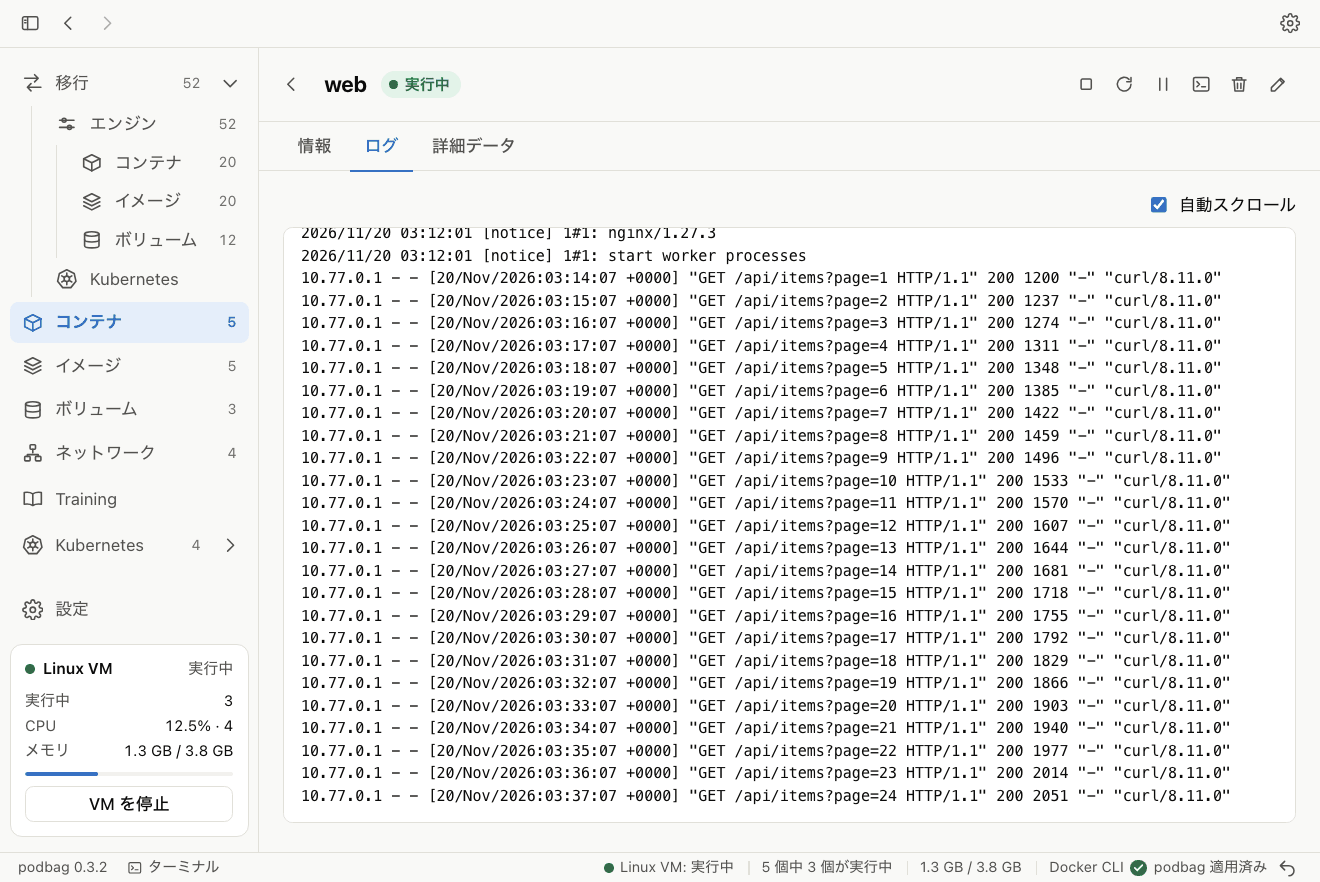 移行 52
エンジン 52
コンテナ 20
イメージ 20
ボリューム 12
Kubernetes
コンテナ 5
イメージ 5
ボリューム 3
ネットワーク 4
Training
Kubernetes 4
設定
Linux VM 実行中
実行中 3
CPU 12.5% · 4
メモリ 1.3 GB / 3.8 GB
VM を停止
web 実行中
情報 ログ 詳細データ
自動スクロール
2026/11/20 03:12:01 [notice] 1#1: nginx/1.27.3
2026/11/20 03:12:01 [notice] 1#1: start worker processes
10.77.0.1 - - [20/Nov/2026:03:14:07 +0000] "GET /api/items?page=1 HTTP/1.1" 200 1200 "-" "curl/8.11.0"
10.77.0.1 - - [20/Nov/2026:03:15:07 +0000] "GET /api/items?page=2 HTTP/1.1" 200 1237 "-" "curl/8.11.0"
10.77.0.1 - - [20/Nov/2026:03:16:07 +0000] "GET /api/items?page=3 HTTP/1.1" 200 1274 "-" "curl/8.11.0"
10.77.0.1 - - [20/Nov/2026:03:17:07 +0000] "GET /api/items?page=4 HTTP/1.1" 200 1311 "-" "curl/8.11.0"
10.77.0.1 - - [20/Nov/2026:03:18:07 +0000] "GET /api/items?page=5 HTTP/1.1" 200 1348 "-" "curl/8.11.0"
10.77.0.1 - - [20/Nov/2026:03:19:07 +0000] "GET /api/items?page=6 HTTP/1.1" 200 1385 "-" "curl/8.11.0"
10.77.0.1 - - [20/Nov/2026:03:20:07 +0000] "GET /api/items?page=7 HTTP/1.1" 200 1422 "-" "curl/8.11.0"
10.77.0.1 - - [20/Nov/2026:03:21:07 +0000] "GET /api/items?page=8 HTTP/1.1" 200 1459 "-" "curl/8.11.0"
10.77.0.1 - - [20/Nov/2026:03:22:07 +0000] "GET /api/items?page=9 HTTP/1.1" 200 1496 "-" "curl/8.11.0"
10.77.0.1 - - [20/Nov/2026:03:23:07 +0000] "GET /api/items?page=10 HTTP/1.1" 200 1533 "-" "curl/8.11.0"
10.77.0.1 - - [20/Nov/2026:03:24:07 +0000] "GET /api/items?page=11 HTTP/1.1" 200 1570 "-" "curl/8.11.0"
10.77.0.1 - - [20/Nov/2026:03:25:07 +0000] "GET /api/items?page=12 HTTP/1.1" 200 1607 "-" "curl/8.11.0"
10.77.0.1 - - [20/Nov/2026:03:26:07 +0000] "GET /api/items?page=13 HTTP/1.1" 200 1644 "-" "curl/8.11.0"
10.77.0.1 - - [20/Nov/2026:03:27:07 +0000] "GET /api/items?page=14 HTTP/1.1" 200 1681 "-" "curl/8.11.0"
10.77.0.1 - - [20/Nov/2026:03:28:07 +0000] "GET /api/items?page=15 HTTP/1.1" 200 1718 "-" "curl/8.11.0"
10.77.0.1 - - [20/Nov/2026:03:29:07 +0000] "GET /api/items?page=16 HTTP/1.1" 200 1755 "-" "curl/8.11.0"
10.77.0.1 - - [20/Nov/2026:03:30:07 +0000] "GET /api/items?page=17 HTTP/1.1" 200 1792 "-" "curl/8.11.0"
10.77.0.1 - - [20/Nov/2026:03:31:07 +0000] "GET /api/items?page=18 HTTP/1.1" 200 1829 "-" "curl/8.11.0"
10.77.0.1 - - [20/Nov/2026:03:32:07 +0000] "GET /api/items?page=19 HTTP/1.1" 200 1866 "-" "curl/8.11.0"
10.77.0.1 - - [20/Nov/2026:03:33:07 +0000] "GET /api/items?page=20 HTTP/1.1" 200 1903 "-" "curl/8.11.0"
10.77.0.1 - - [20/Nov/2026:03:34:07 +0000] "GET /api/items?page=21 HTTP/1.1" 200 1940 "-" "curl/8.11.0"
10.77.0.1 - - [20/Nov/2026:03:35:07 +0000] "GET /api/items?page=22 HTTP/1.1" 200 1977 "-" "curl/8.11.0"
10.77.0.1 - - [20/Nov/2026:03:36:07 +0000] "GET /api/items?page=23 HTTP/1.1" 200 2014 "-" "curl/8.11.0"
10.77.0.1 - - [20/Nov/2026:03:37:07 +0000] "GET /api/items?page=24 HTTP/1.1" 200 2051 "-" "curl/8.11.0"
podbag 0.3.2 ターミナル Linux VM: 実行中 5 個中 3 個が実行中 1.3 GB / 3.8 GB Docker CLI podbag 適用済み